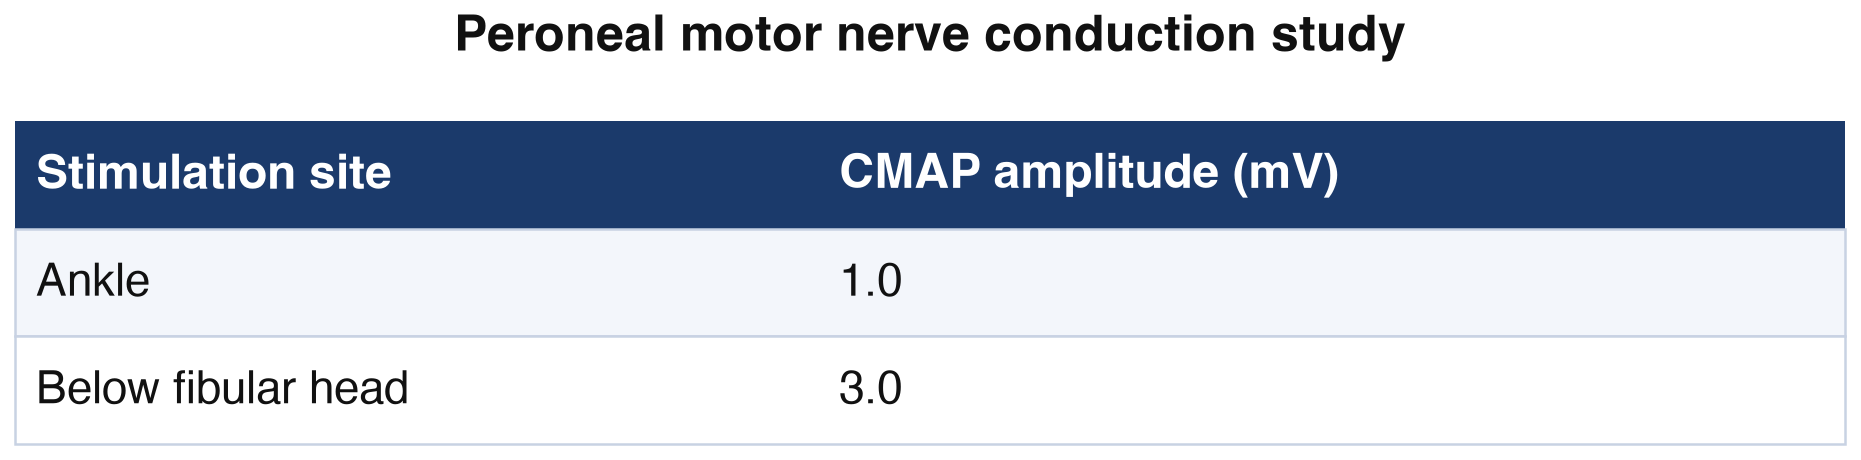 Peroneal motor nerve conduction study
Stimulation site CMAP amplitude (mV)
Ankle 1.0
Below fibular head 3.0